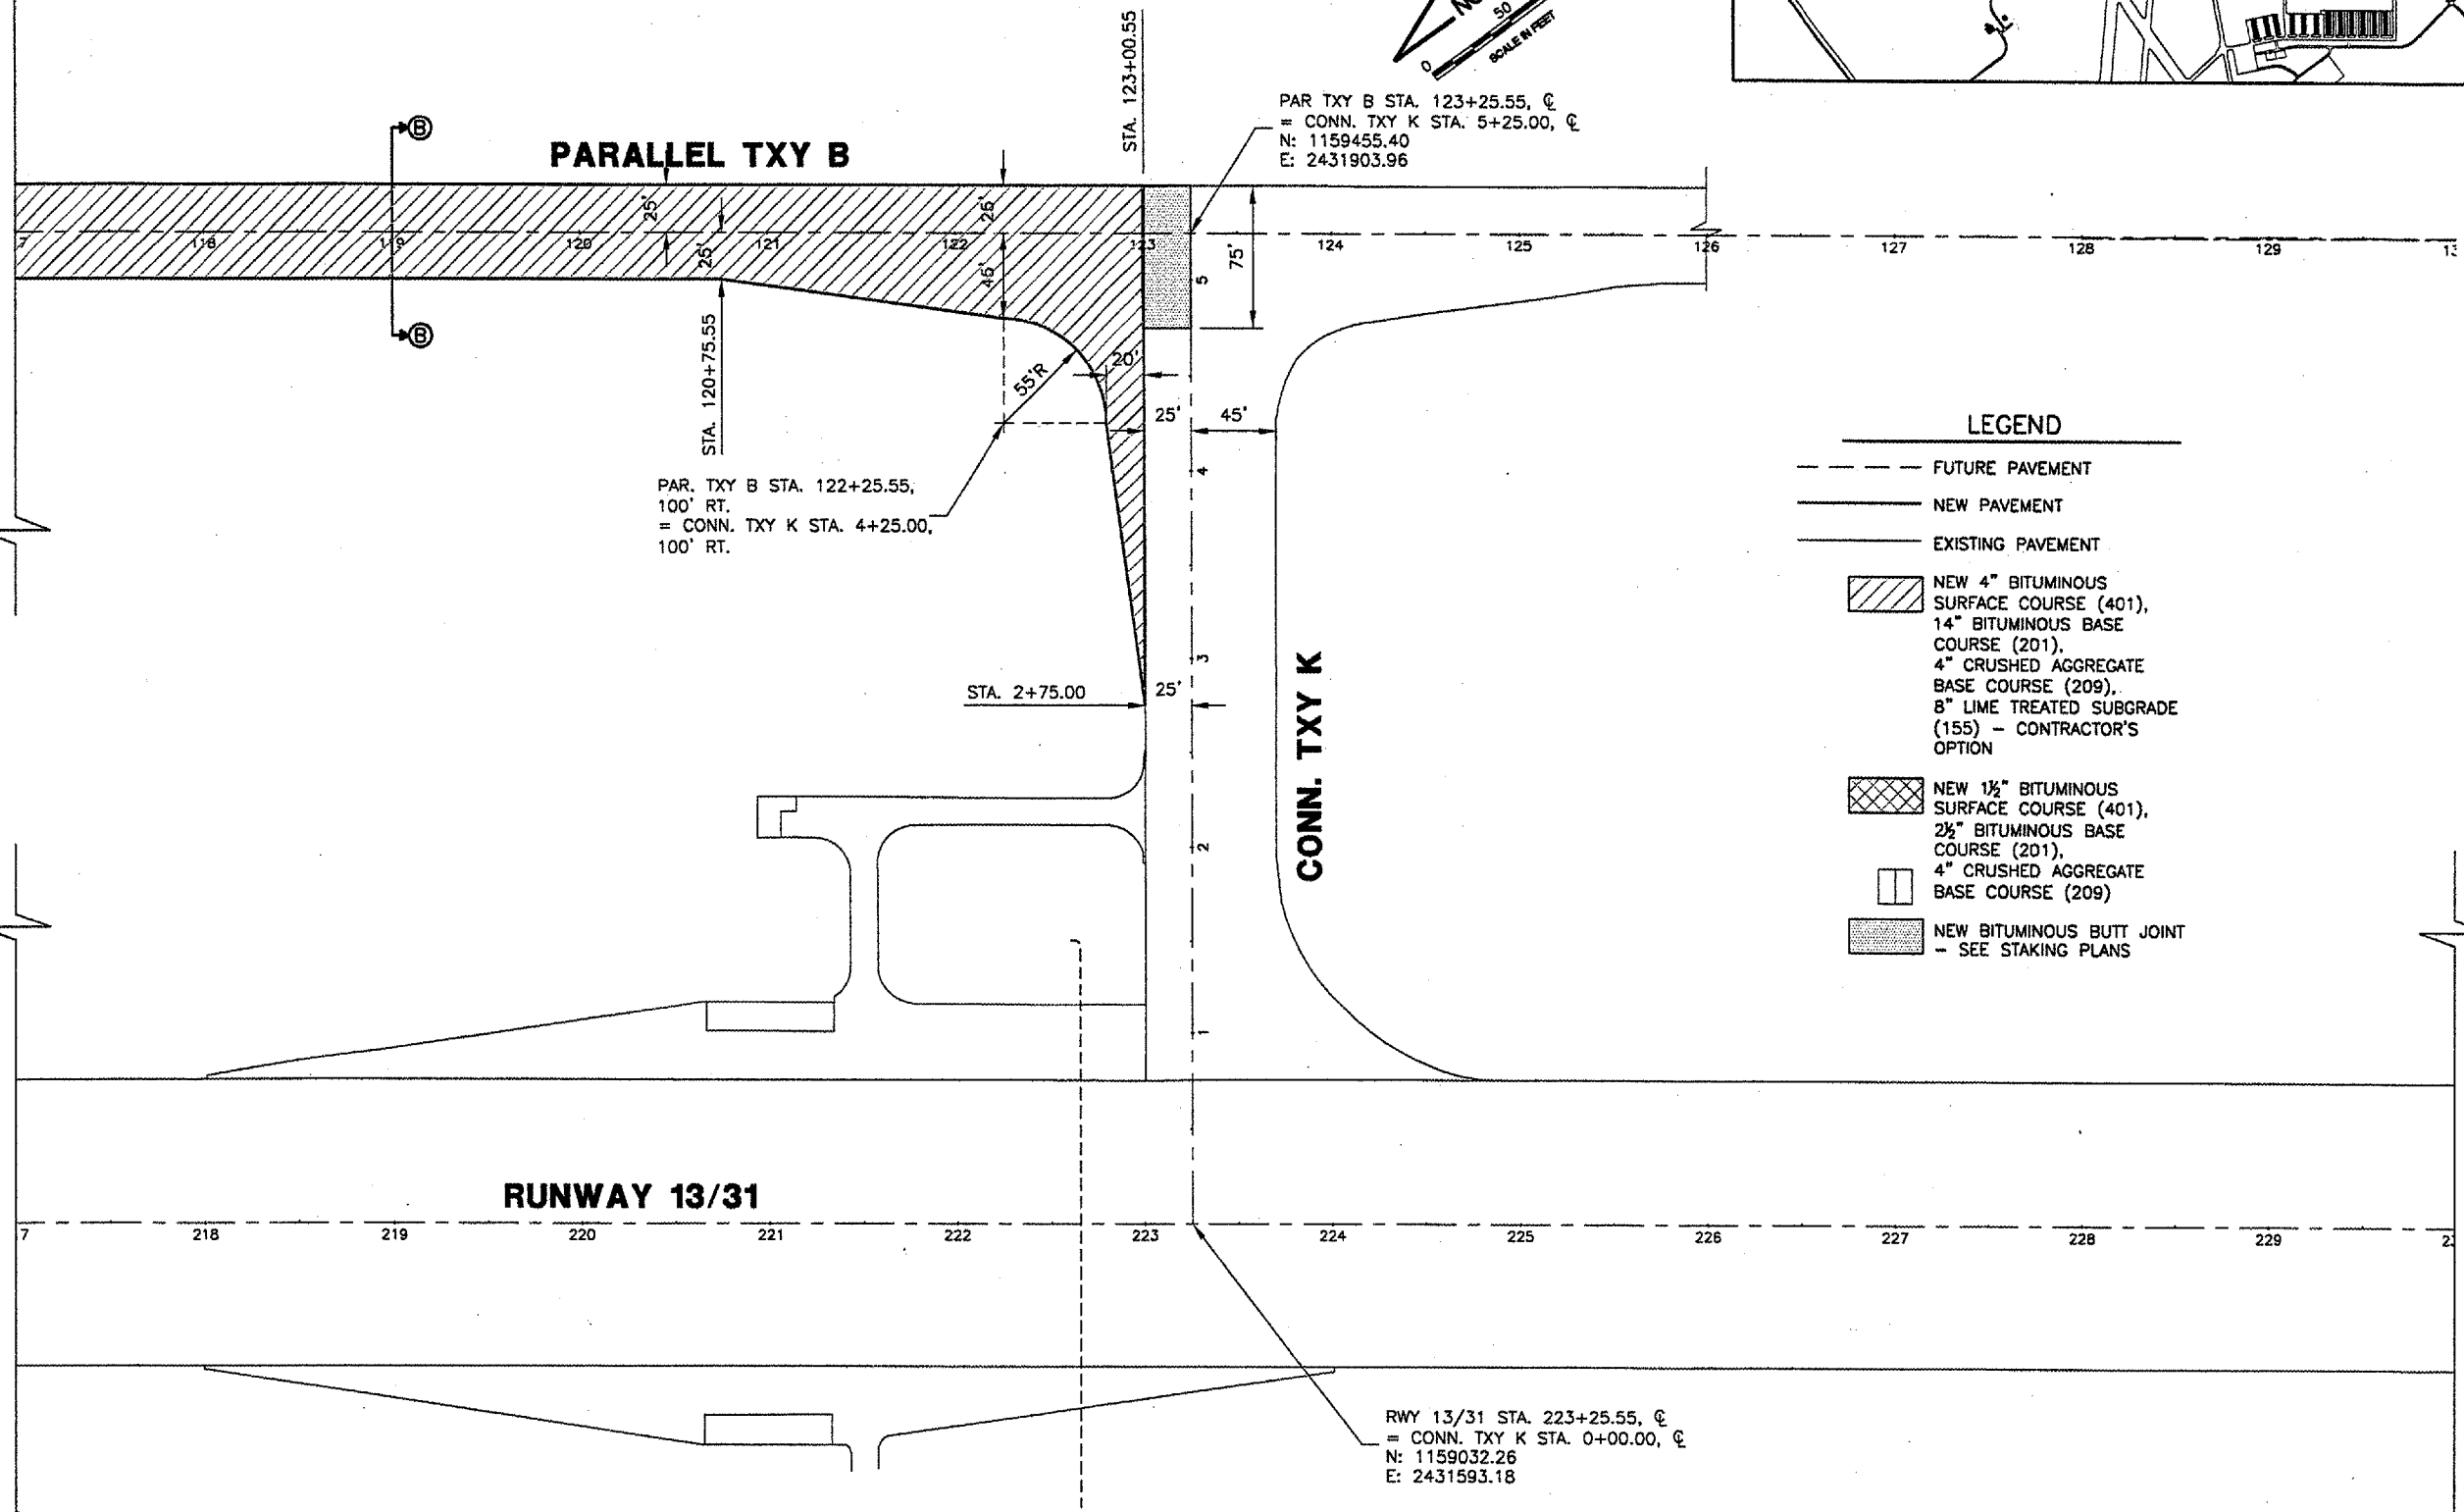 50
0
SCALE IN FEET
STA. 123+00.55
PAR TXY B STA. 123+25.55, ℄
= CONN. TXY K STA. 5+25.00, ℄
N: 1159455.40
E: 2431903.96
B
PARALLEL TXY B
25'
25'
7 118 119 120 121 122 123 124 125 126 127 128 129
25'
45'
5
75'
B
STA. 120+75.55
20'
55'R
25'
45'
4
PAR. TXY B STA. 122+25.55,
100' RT.
= CONN. TXY K STA. 4+25.00,
100' RT.
3
STA. 2+75.00
25'
CONN. TXY K
2
1
LEGEND
FUTURE PAVEMENT
NEW PAVEMENT
EXISTING PAVEMENT
NEW 4" BITUMINOUS
SURFACE COURSE (401),
14" BITUMINOUS BASE
COURSE (201),
4" CRUSHED AGGREGATE
BASE COURSE (209),
8" LIME TREATED SUBGRADE
(155) – CONTRACTOR'S
OPTION
NEW 1½" BITUMINOUS
SURFACE COURSE (401),
2½" BITUMINOUS BASE
COURSE (201),
4" CRUSHED AGGREGATE
BASE COURSE (209)
NEW BITUMINOUS BUTT JOINT
– SEE STAKING PLANS
RUNWAY 13/31
7 218 219 220 221 222 223 224 225 226 227 228 229
RWY 13/31 STA. 223+25.55, ℄
= CONN. TXY K STA. 0+00.00, ℄
N: 1159032.26
E: 2431593.18